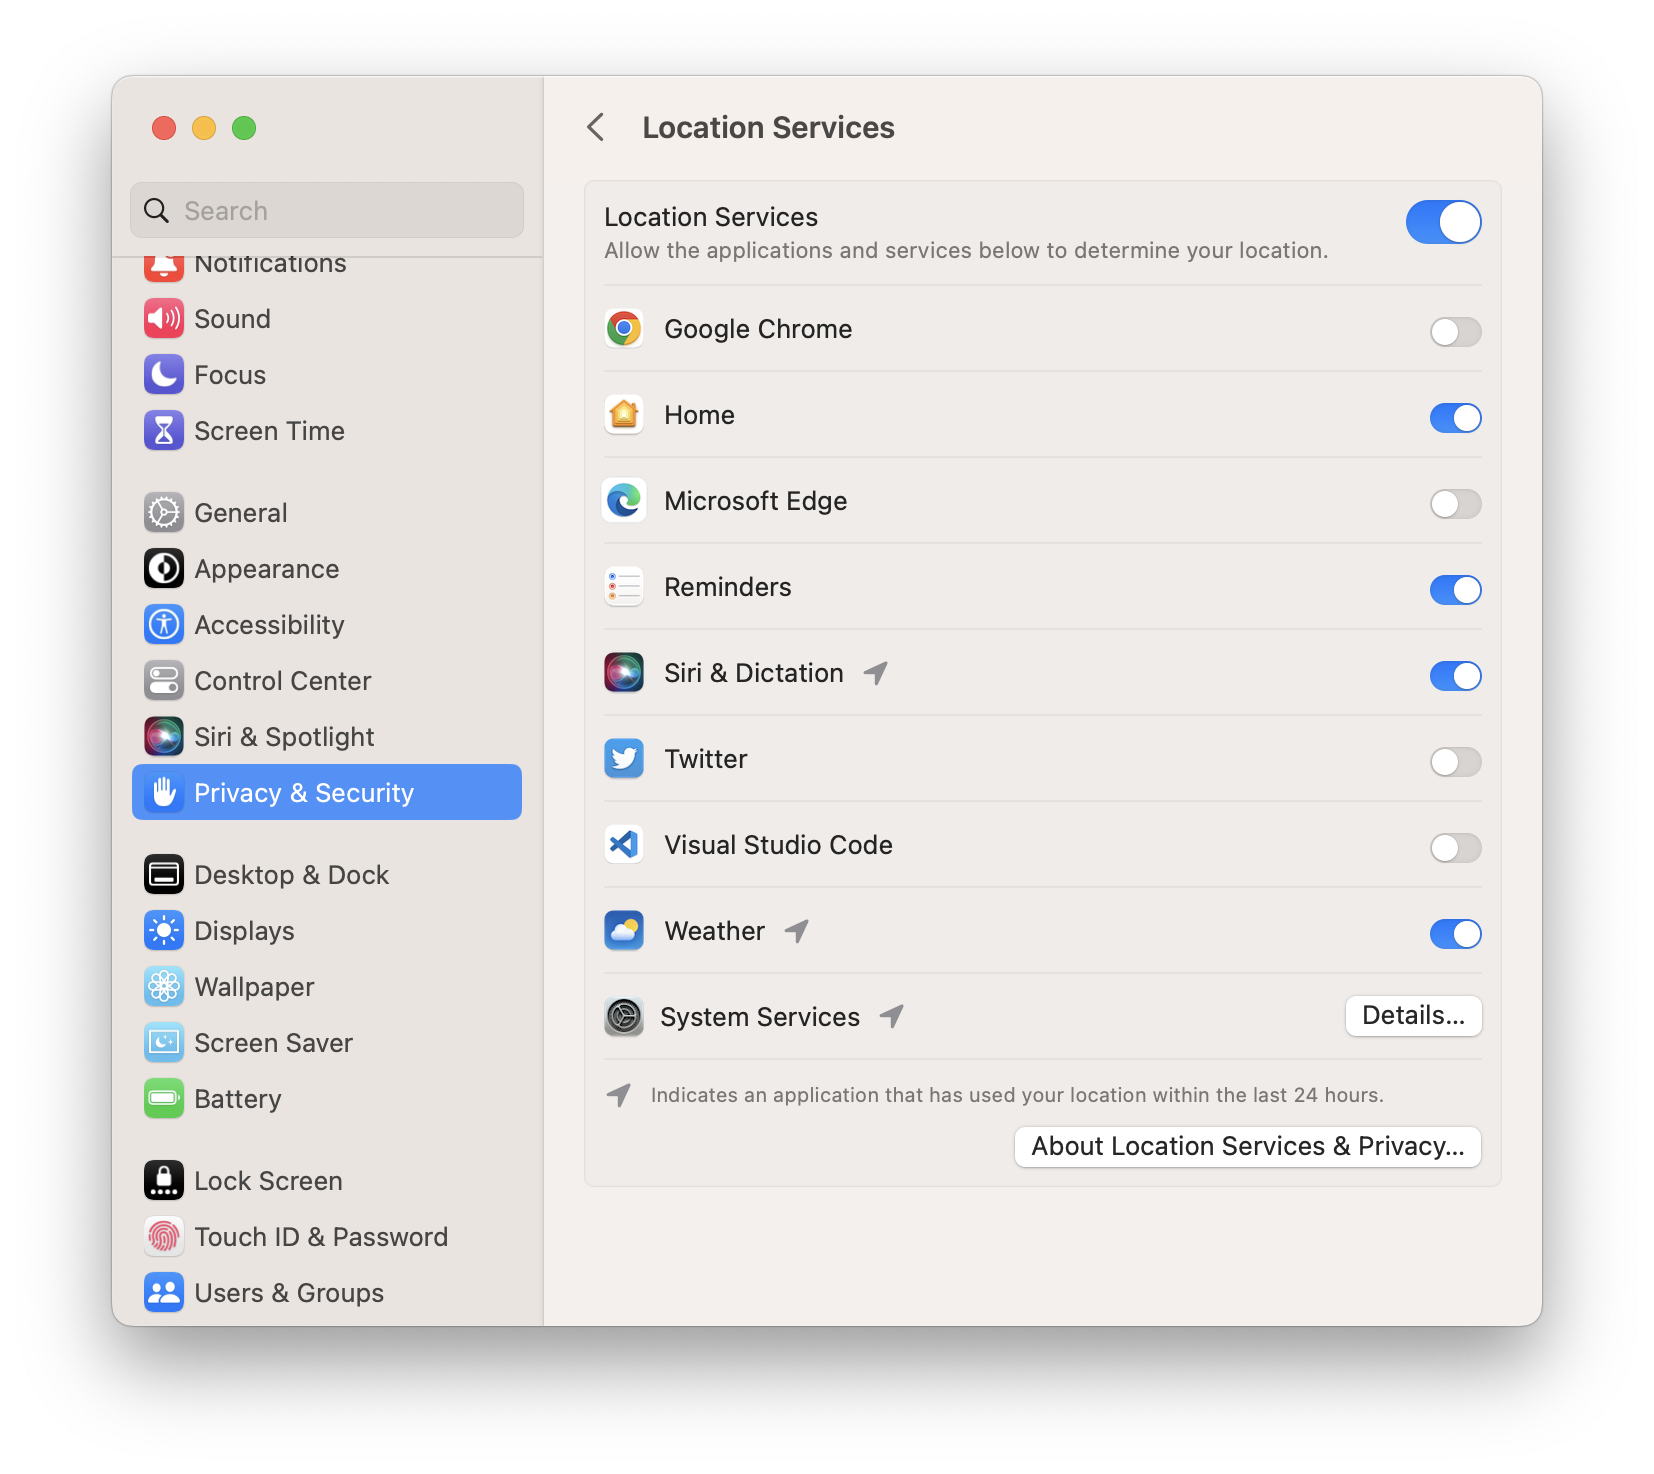 Search
Notifications
Sound
Focus
Screen Time
General
Appearance
Accessibility
Control Center
Siri & Spotlight
Privacy & Security
Desktop & Dock
Displays
Wallpaper
Screen Saver
Battery
Lock Screen
Touch ID & Password
Users & Groups
Location Services
Location Services
Allow the applications and services below to determine your location.
Google Chrome
Home
Microsoft Edge
Reminders
Siri & Dictation
Twitter
Visual Studio Code
Weather
System Services
Details...
Indicates an application that has used your location within the last 24 hours.
About Location Services & Privacy...